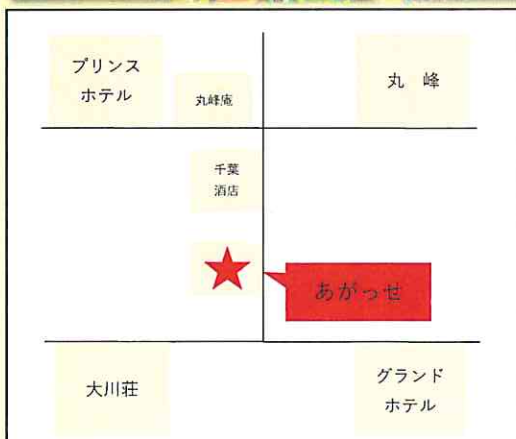 プリンス
ホテル
丸峰庵
丸 峰
千葉
酒店
あがっせ
大川荘
グランド
ホテル